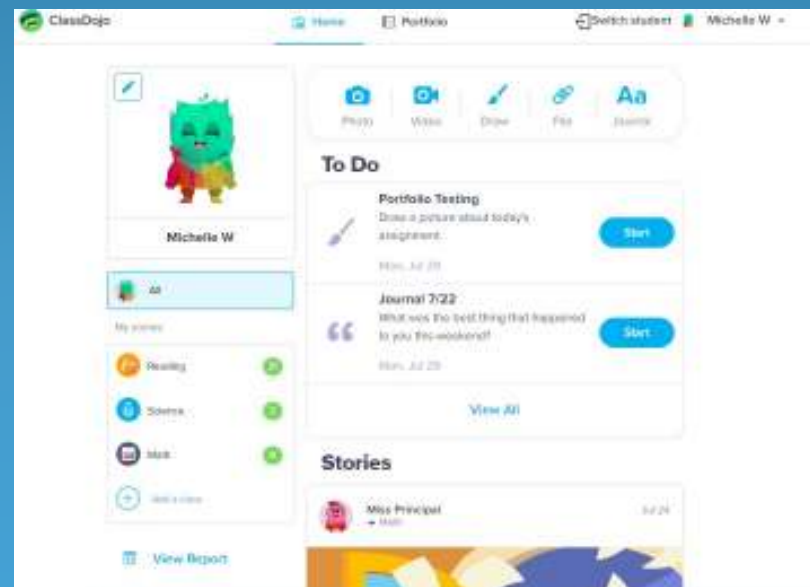 ClassDojo
Home
Portfolio
Switch student
Michelle W
Photo
Video
Draw
File
Aa
Journal
Michelle W
All
My stories
Reading
Science
Math
Add a class
View Report
To Do
Portfolio Testing
Draw a picture about today's
assignment.
Mon, Jul 29
Start
Journal 7/22
What was the best thing that happened
to you this weekend?
Mon, Jul 29
Start
View All
Stories
Miss Principal
Math